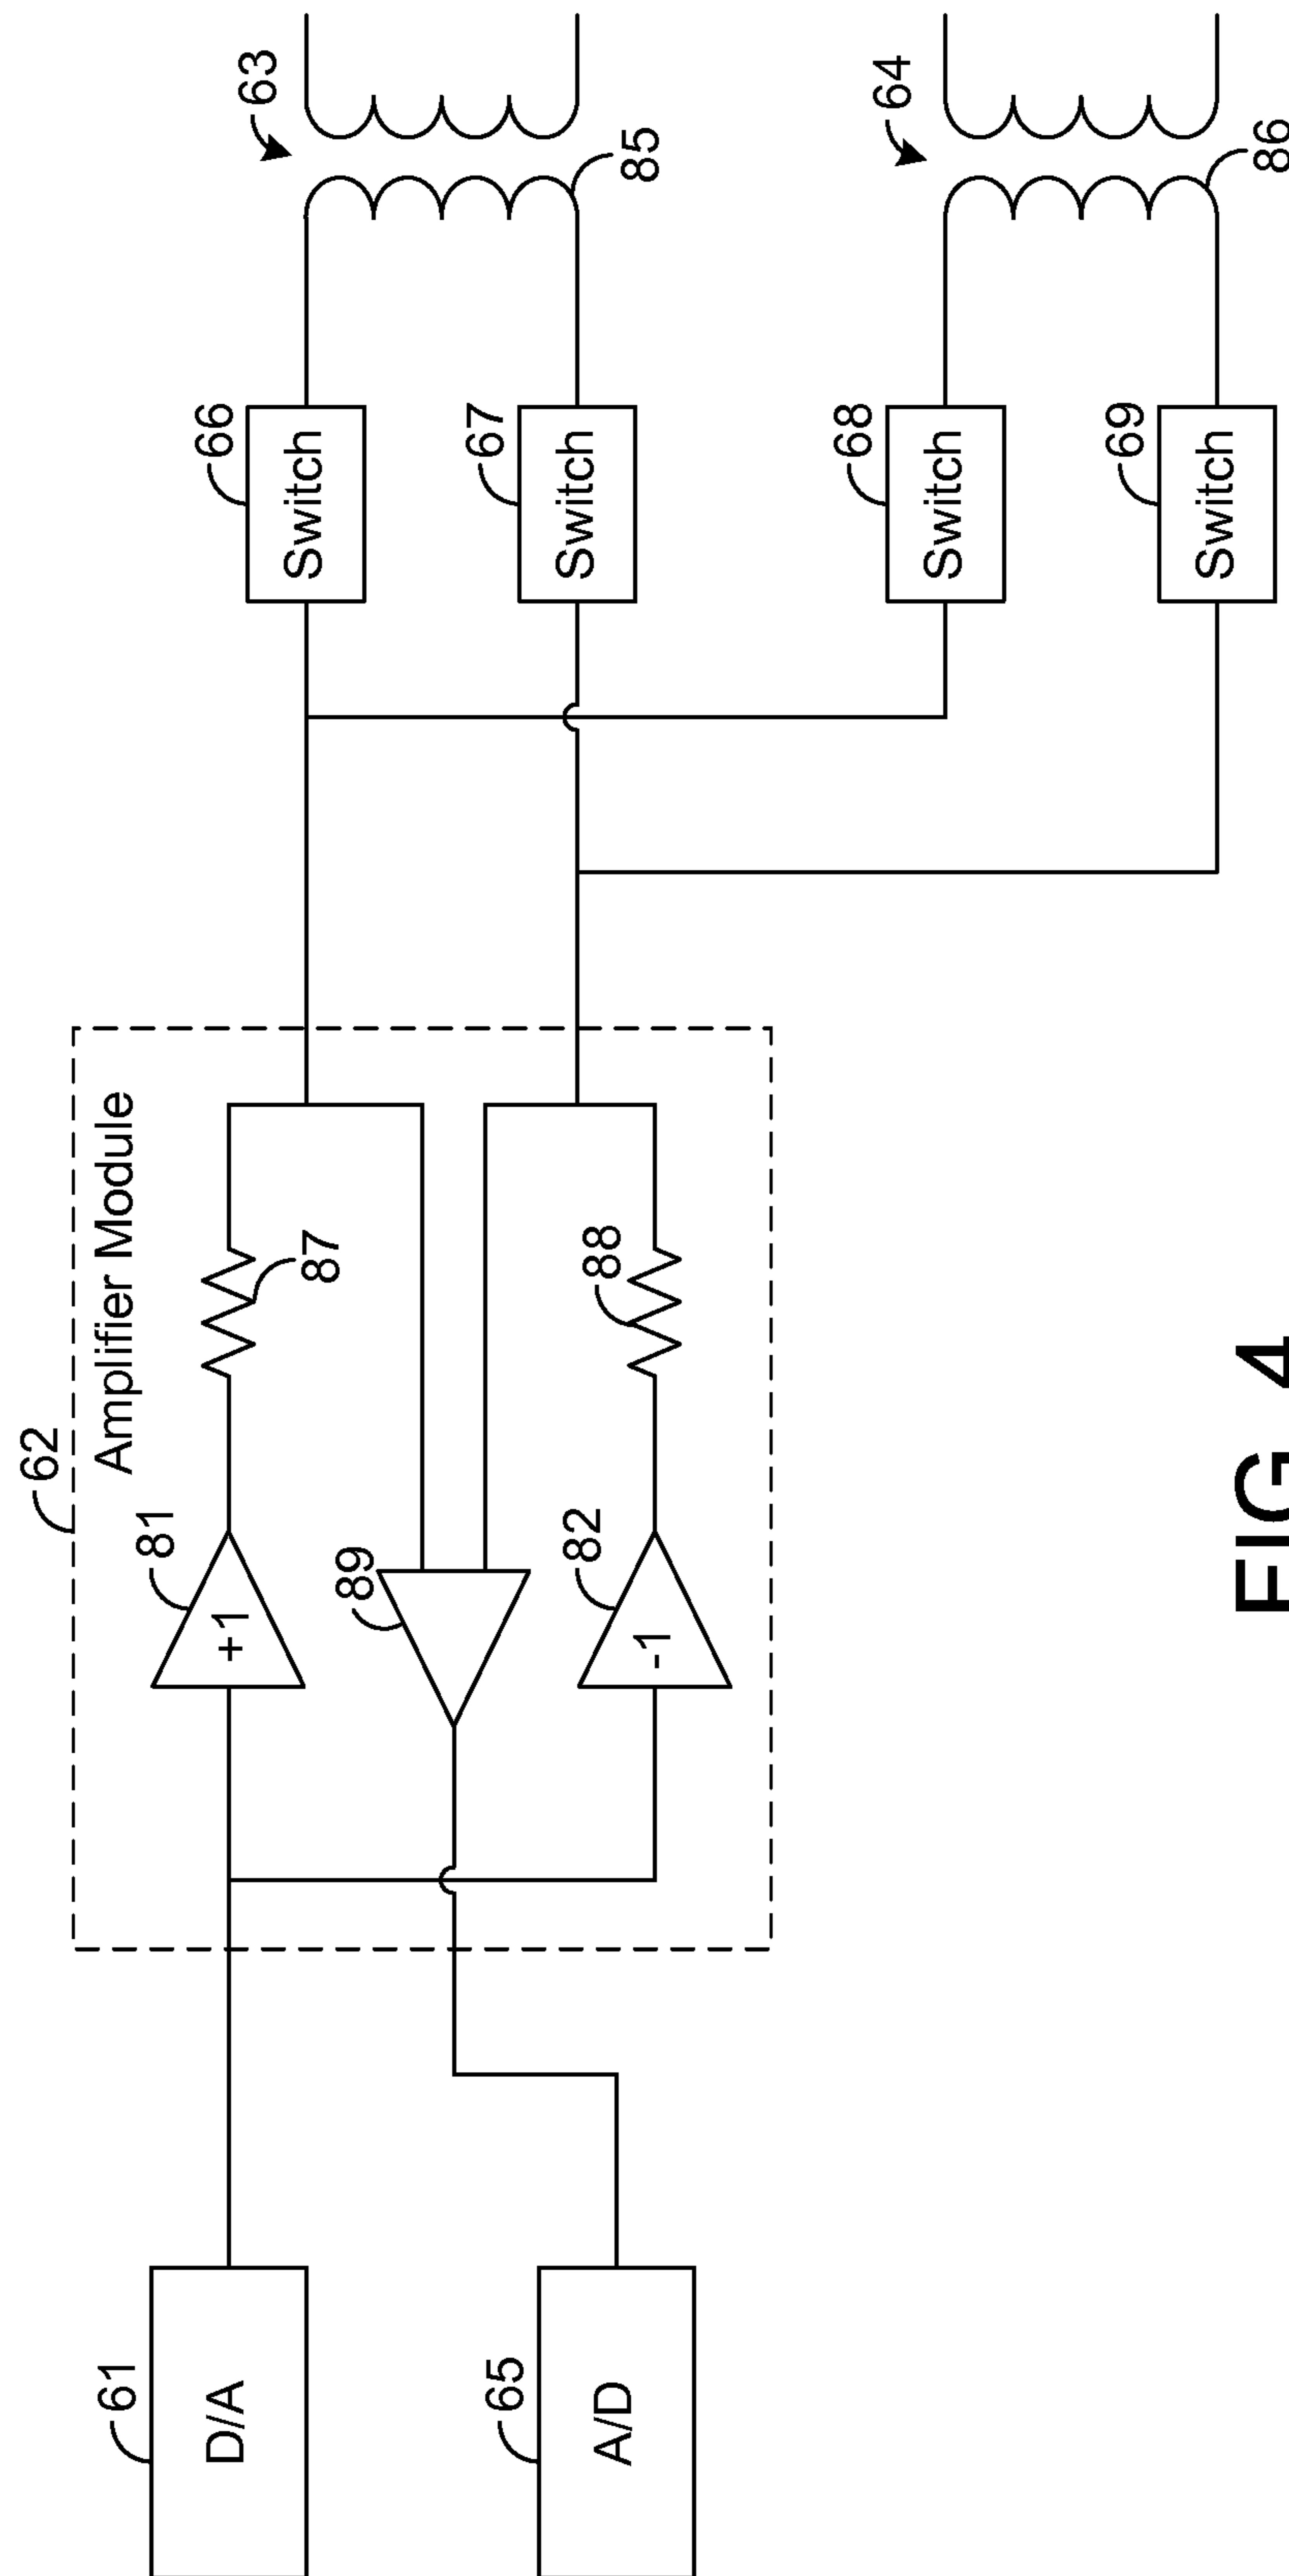 62
Amplifier Module
61
D/A
81
+1
87
66
Switch
63
85
89
67
Switch
65
A/D
82
-1
88
68
Switch
64
86
69
Switch
FIG. 4